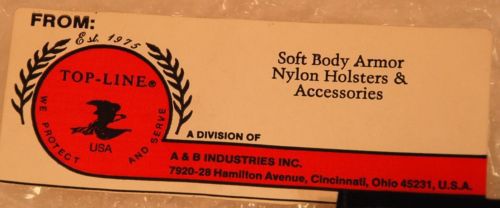 FROM:
Est. 1975
TOP-LINE®
WE PROTECT AND SERVE
USA
Soft Body Armor
Nylon Holsters &
Accessories
A DIVISION OF
A & B INDUSTRIES INC.
7920-28 Hamilton Avenue, Cincinnati, Ohio 45231, U.S.A.